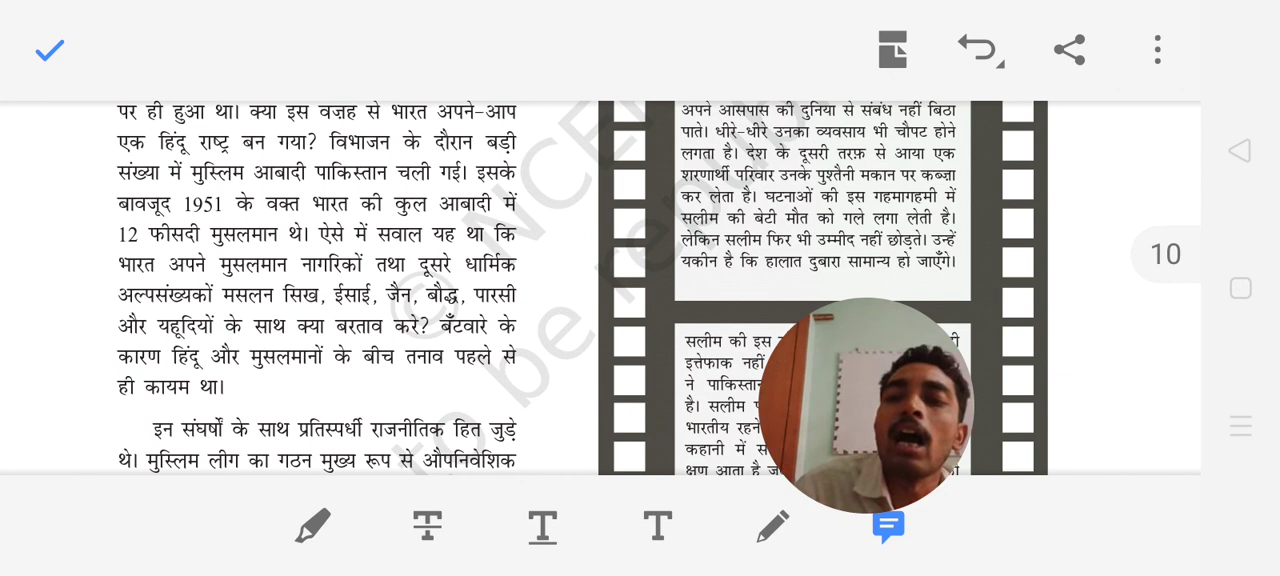 पर ही हुआ था। क्या इस वज़ह से भारत अपने-आप
एक हिंदू राष्ट्र बन गया? विभाजन के दौरान बड़ी
संख्या में मुस्लिम आबादी पाकिस्तान चली गई। इसके
बावजूद 1951 के वक्त भारत की कुल आबादी में
12 फीसदी मुसलमान थे। ऐसे में सवाल यह था कि
भारत अपने मुसलमान नागरिकों तथा दूसरे धार्मिक
अल्पसंख्यकों मसलन सिख, ईसाई, जैन, बौद्ध, पारसी
और यहूदियों के साथ क्या बरताव करे? बँटवारे के
कारण हिंदू और मुसलमानों के बीच तनाव पहले से
ही कायम था।
इन संघर्षों के साथ प्रतिस्पर्धी राजनीतिक हित जुड़े
थे। मुस्लिम लीग का गठन मुख्य रूप से औपनिवेशिक
अपने आसपास की दुनिया से संबंध नहीं बिठा
पाते। धीरे-धीरे उनका व्यवसाय भी चौपट होने
लगता है। देश के दूसरी तरफ़ से आया एक
शरणार्थी परिवार उनके पुश्तैनी मकान पर कब्ज़ा
कर लेता है। घटनाओं की इस गहमागहमी में
सलीम की बेटी मौत को गले लगा लेती है।
लेकिन सलीम फिर भी उम्मीद नहीं छोड़ते। उन्हें
यकीन है कि हालात दुबारा सामान्य हो जाएँगे।
सलीम की इस
इत्तेफाक नहीं
ने पाकिस्तान
है। सलीम
भारतीय रहने
कहानी में
क्षण आता है
10
© NCE
to be republ